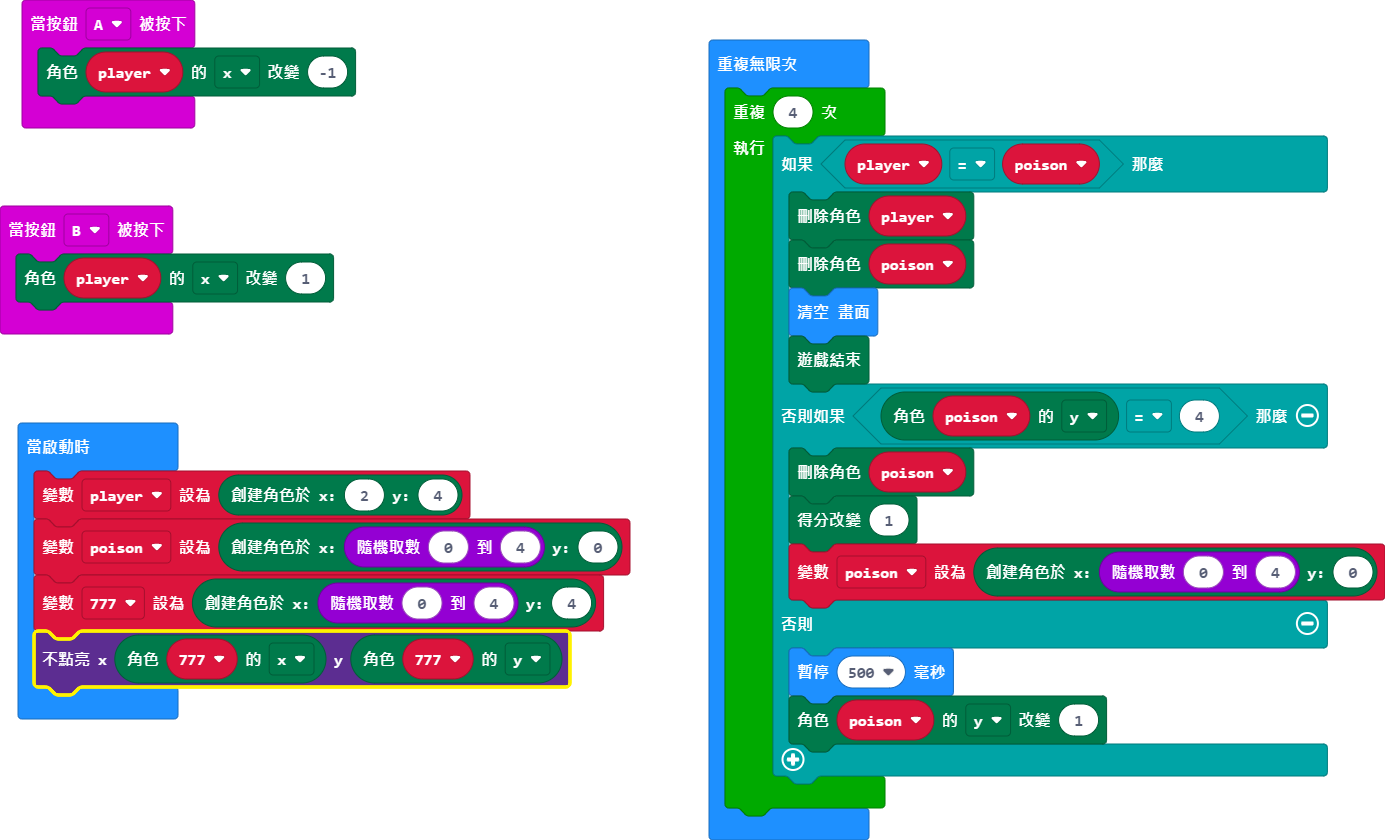 當按鈕 A 被按下
角色 player 的 x 改變 -1
當按鈕 B 被按下
角色 player 的 x 改變 1
當啟動時
變數 player 設為 創建角色於 x: 2 y: 4
變數 poison 設為 創建角色於 x: 隨機取數 0 到 4 y: 0
變數 777 設為 創建角色於 x: 隨機取數 0 到 4 y: 4
不點亮 x 角色 777 的 x y 角色 777 的 y
重複無限次
重複 4 次
執行
如果 player = poison 那麼
刪除角色 player
刪除角色 poison
清空 畫面
遊戲結束
否則如果 角色 poison 的 y = 4 那麼
刪除角色 poison
得分改變 1
變數 poison 設為 創建角色於 x: 隨機取數 0 到 4 y: 0
否則
暫停 500 毫秒
角色 poison 的 y 改變 1